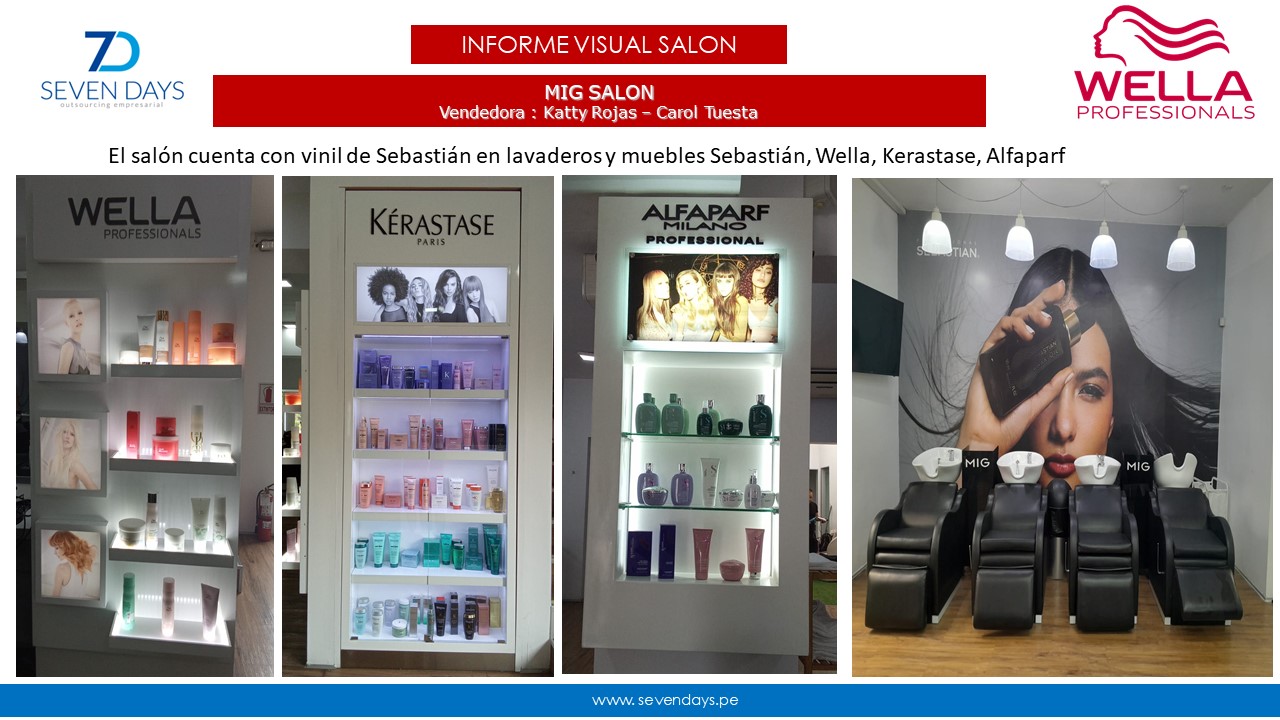 7D
SEVEN DAYS
outsourcing empresarial
INFORME VISUAL SALON
MIG SALON
Vendedora : Katty Rojas – Carol Tuesta
WELLA
PROFESSIONALS
El salón cuenta con vinil de Sebastián en lavaderos y muebles Sebastián, Wella, Kerastase, Alfaparf
WELLA
PROFESSIONALS
KÉRASTASE
PARIS
ALFAPARF
MILANO
PROFESSIONAL
SEBASTIAN
MIG
MIG
www.sevendays.pe